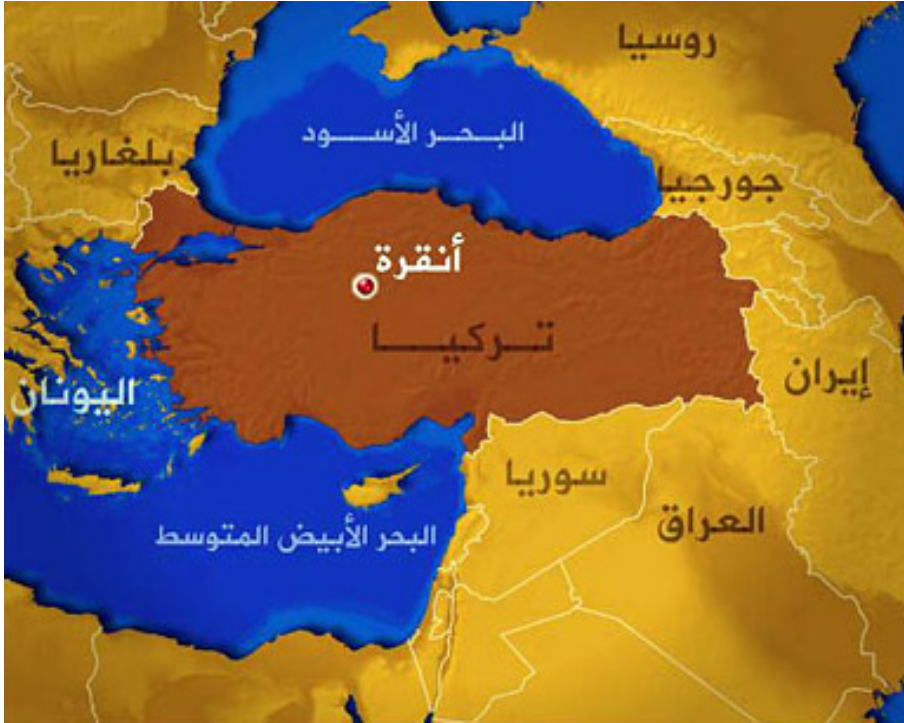 روسيا
البحر الأسود
بلغاريا
جورجيا
أنقرة
تركيا
إيران
اليونان
سوريا
العراق
البحر الأبيض المتوسط